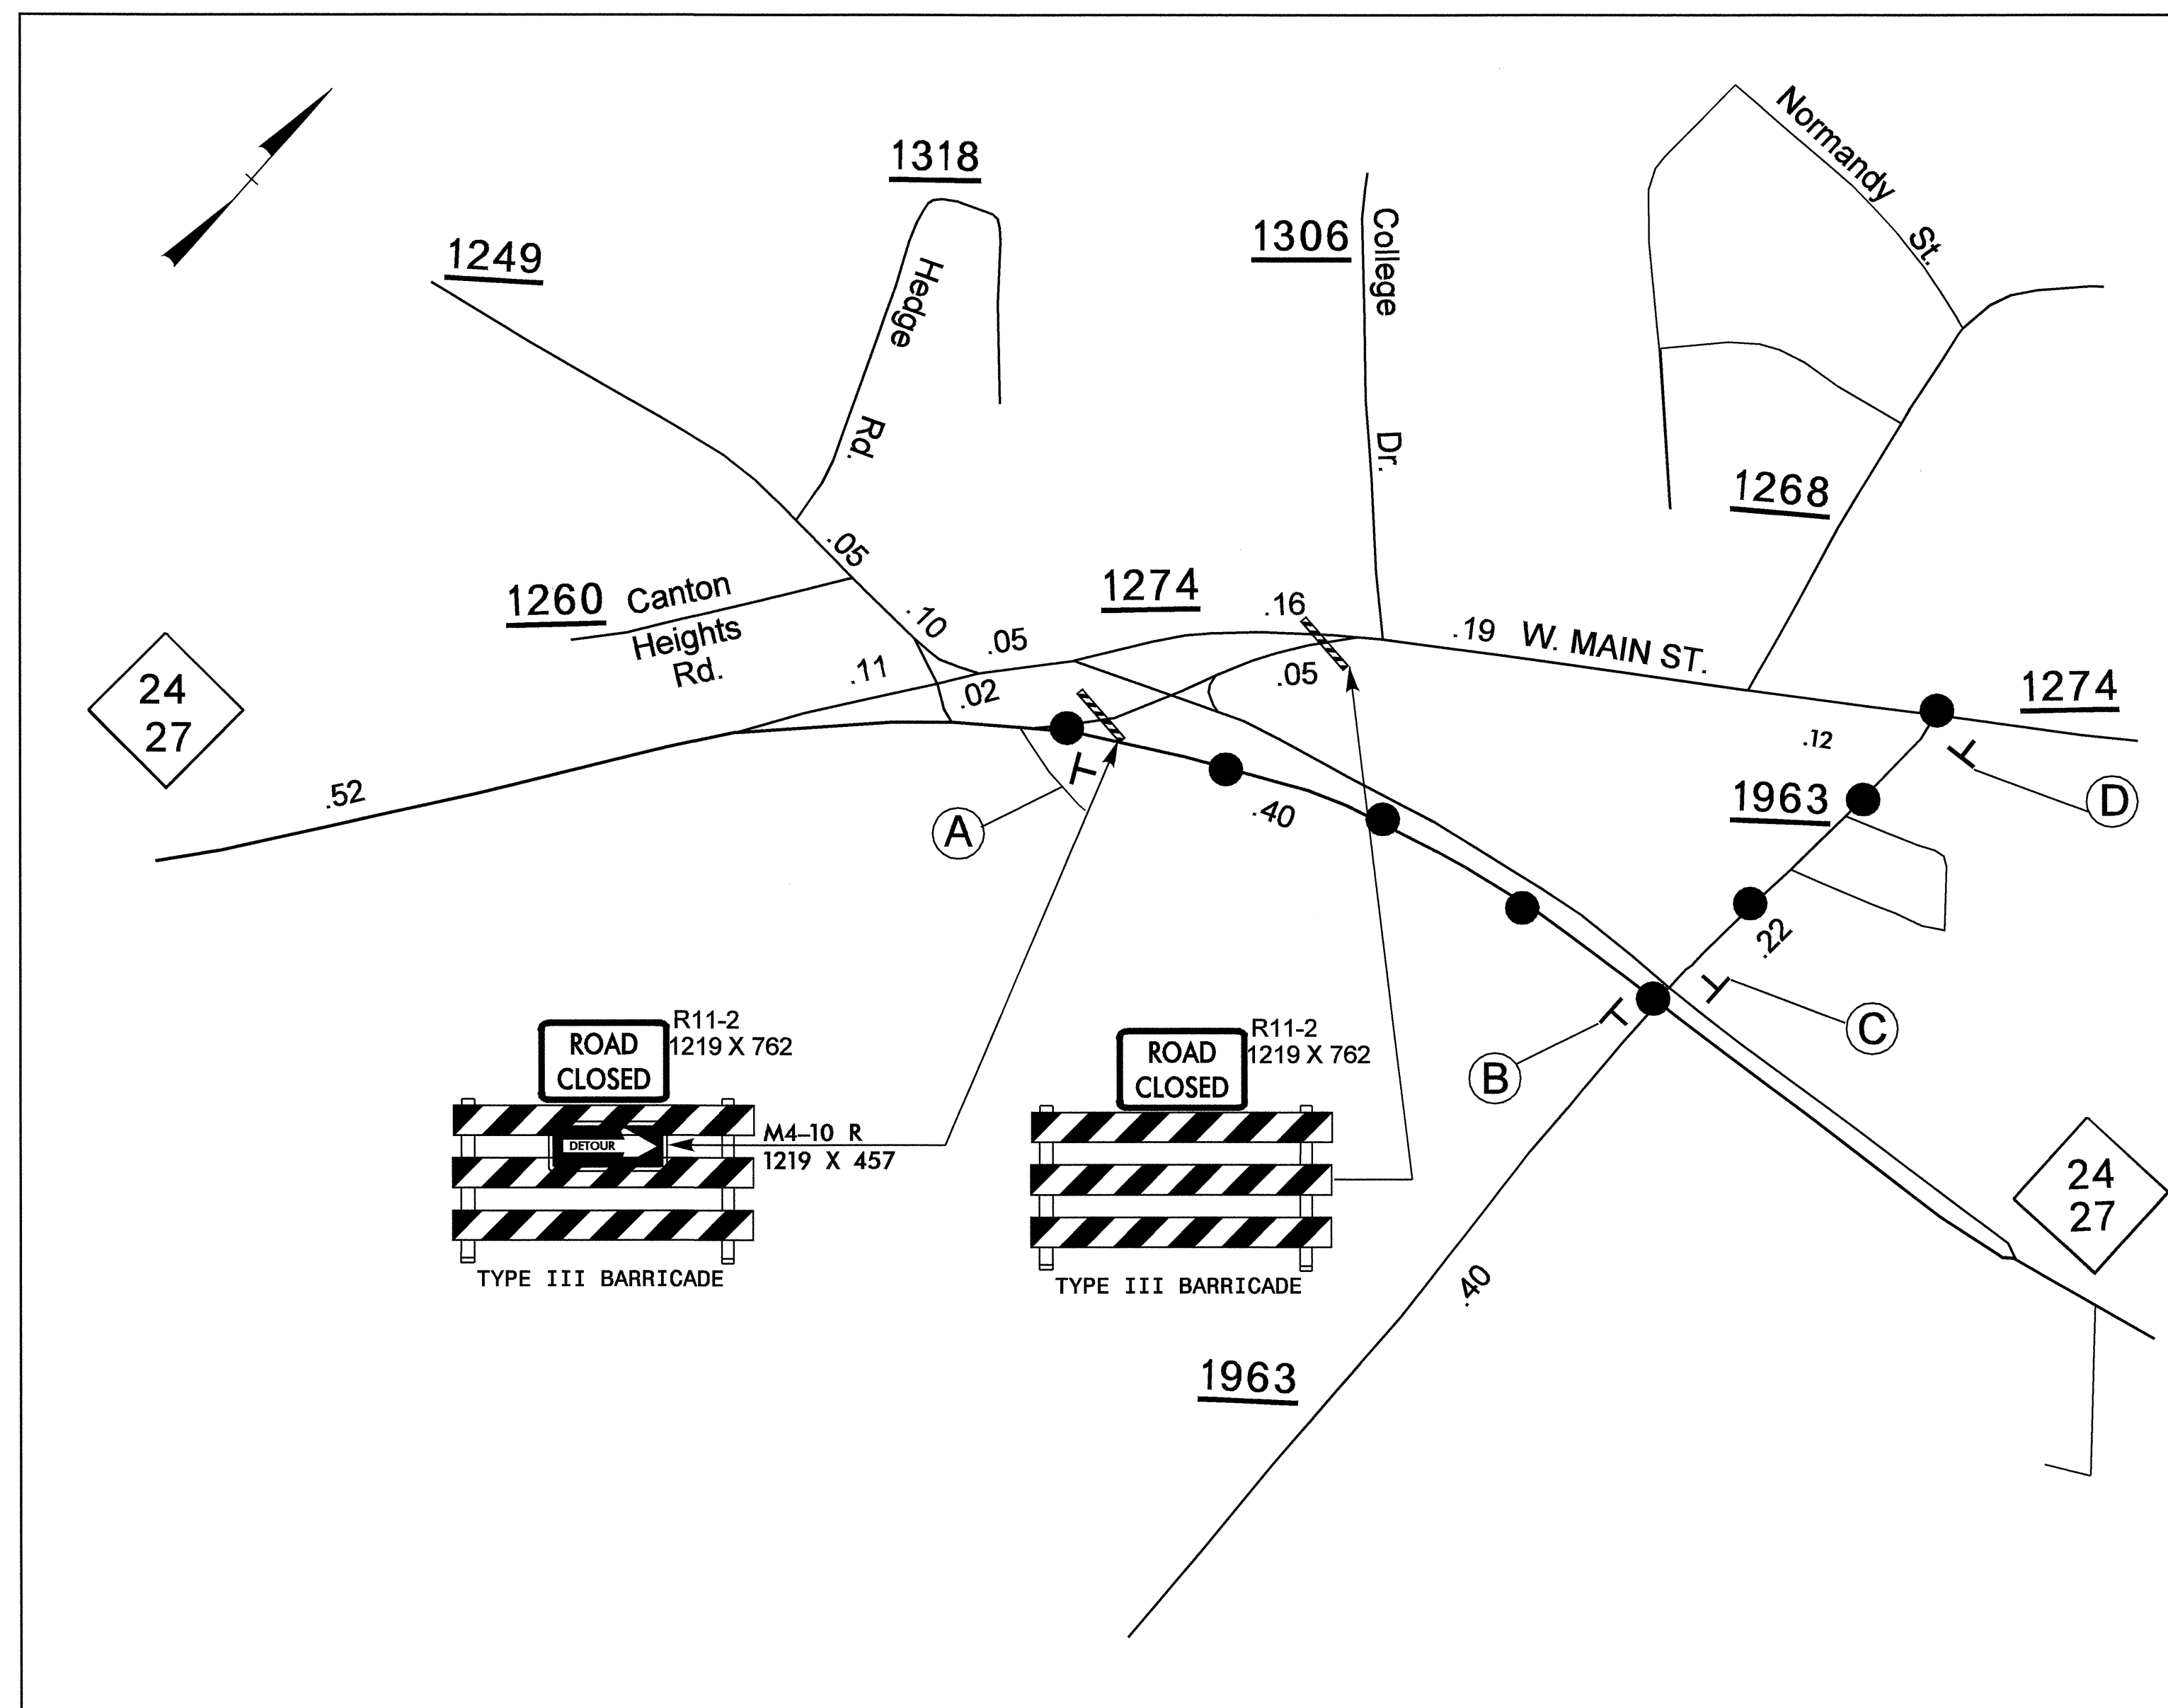 1318
1249
Hedge
Rd.
1306
College
Dr.
Normandy
St.
1268
.05
1260 Canton
Heights
Rd.
.10
.05
.11
.02
1274
.16
.05
.19 W. MAIN ST.
1274
24
27
.52
A
.40
.12
1963
D
.22
C
B
ROAD
CLOSED
R11-2
1219 X 762
DETOUR
M4-10 R
1219 X 457
TYPE III BARRICADE
ROAD
CLOSED
R11-2
1219 X 762
TYPE III BARRICADE
24
27
.40
1963